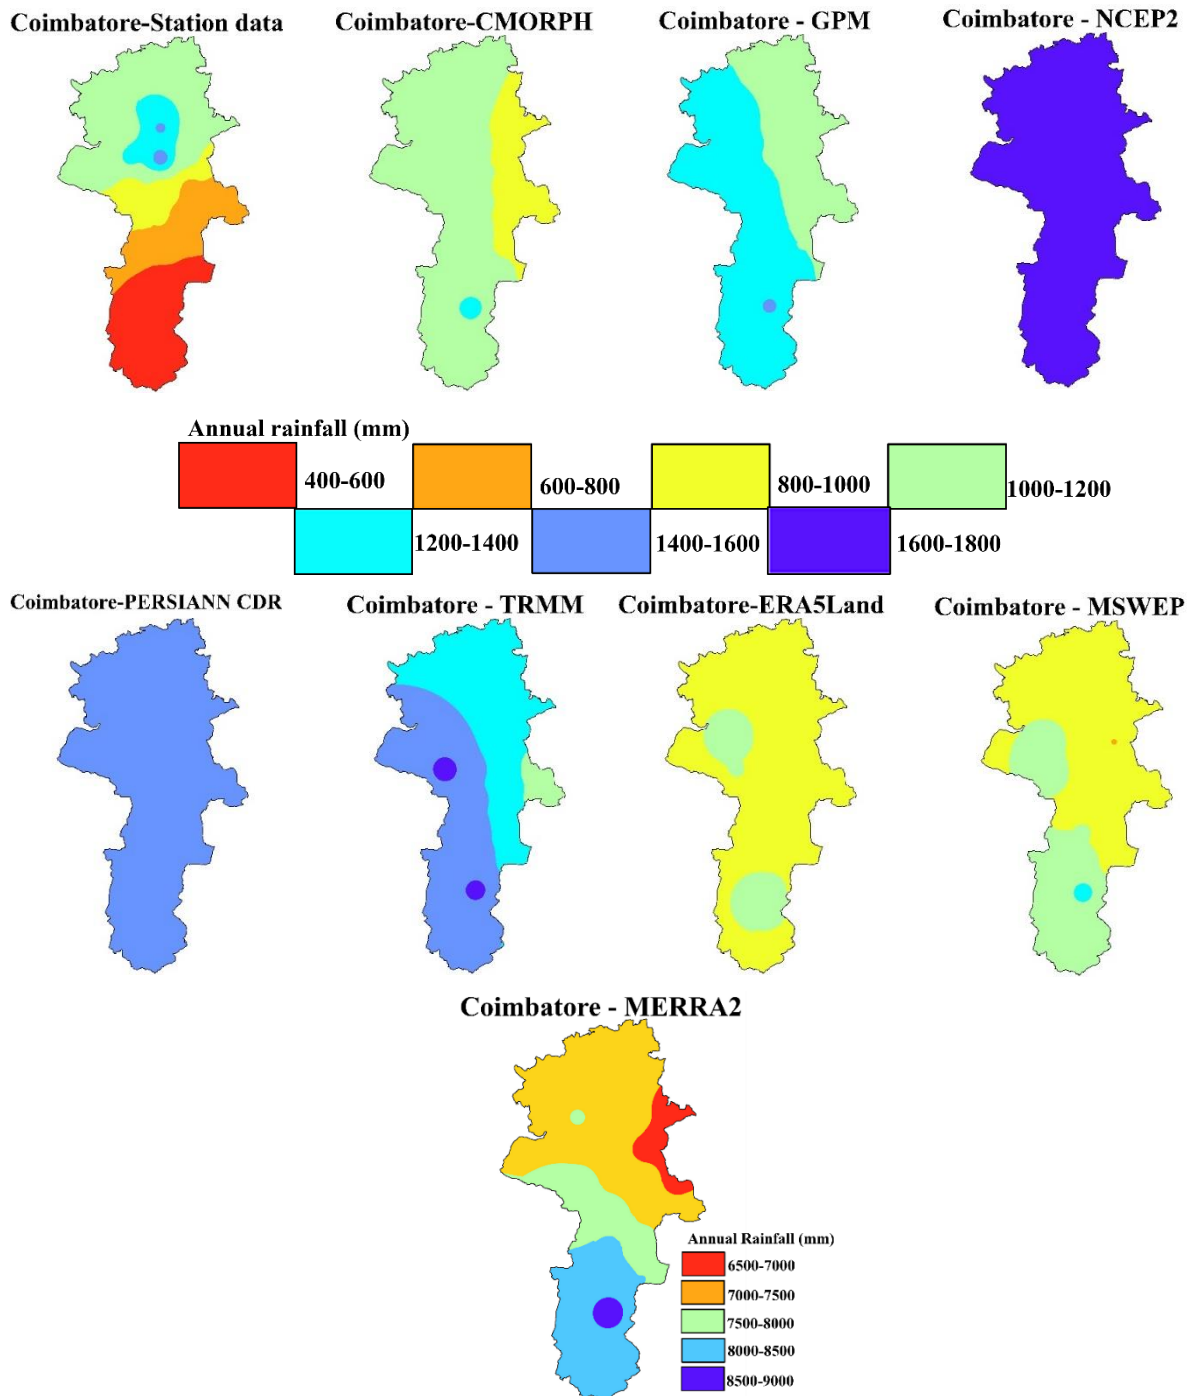 Coimbatore-Station data
Coimbatore-CMORPH
Coimbatore - GPM
Coimbatore - NCEP2
Annual rainfall (mm)
400-600
600-800
800-1000
1000-1200
1200-1400
1400-1600
1600-1800
Coimbatore-PERSIANN CDR
Coimbatore - TRMM
Coimbatore-ERA5Land
Coimbatore - MSWEP
Coimbatore - MERRA2
Annual Rainfall (mm)
6500-7000
7000-7500
7500-8000
8000-8500
8500-9000